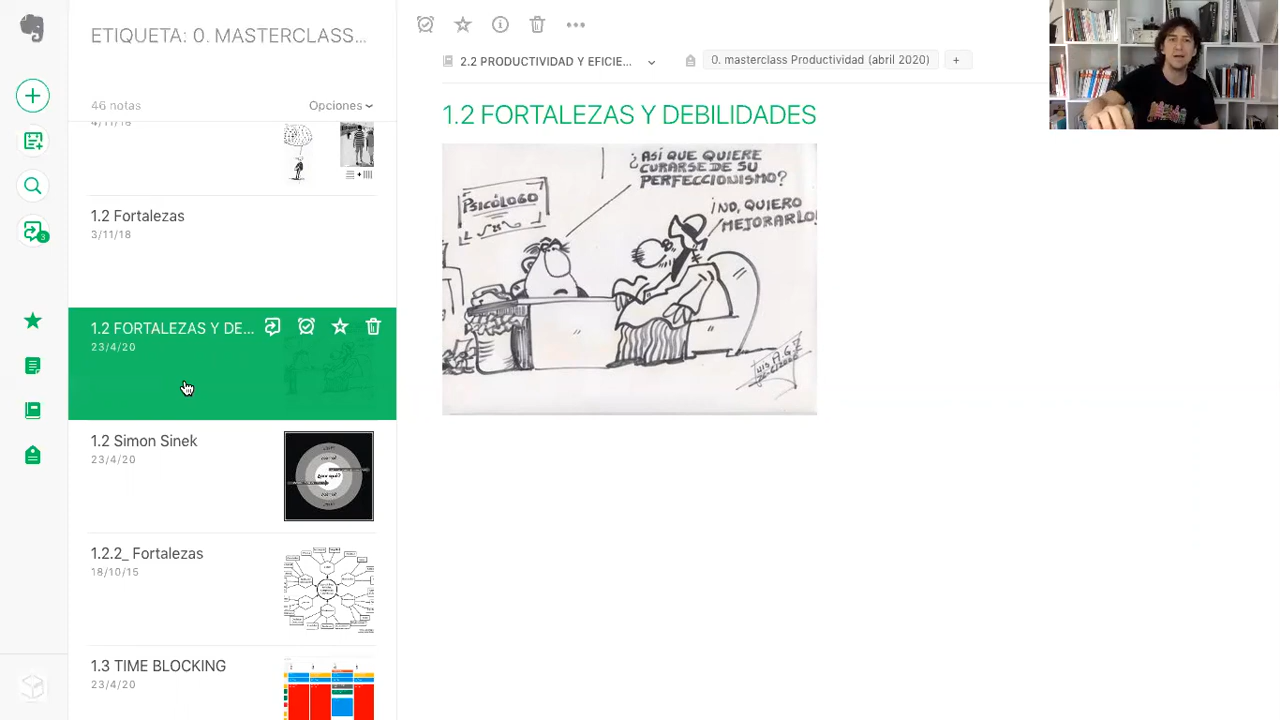 ETIQUETA: 0. MASTERCLASS...
46 notas
Opciones
4/11/18
1.2 Fortalezas
3/11/18
1.2 FORTALEZAS Y DE...
23/4/20
1.2 Simon Sinek
23/4/20
1.2.2_ Fortalezas
18/10/15
1.3 TIME BLOCKING
23/4/20
3
2.2 PRODUCTIVIDAD Y EFICIE...
0. masterclass Productividad (abril 2020)
+
1.2 FORTALEZAS Y DEBILIDADES
PSICÓLOGO
¿ASÍ QUE QUIERE
CURARSE DE SU
PERFECCIONISMO?
¡NO, QUIERO
MEJORARLO!